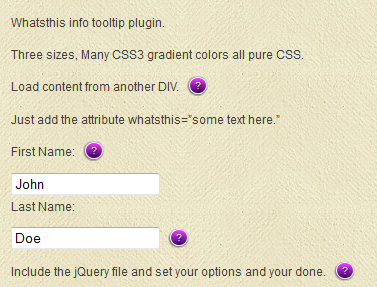 Whatsthis info tooltip plugin.
Three sizes, Many CSS3 gradient colors all pure CSS.
Load content from another DIV. ?
Just add the attribute whatsthis="some text here."
First Name: ?
John
Last Name:
Doe ?
Include the jQuery file and set your options and your done. ?